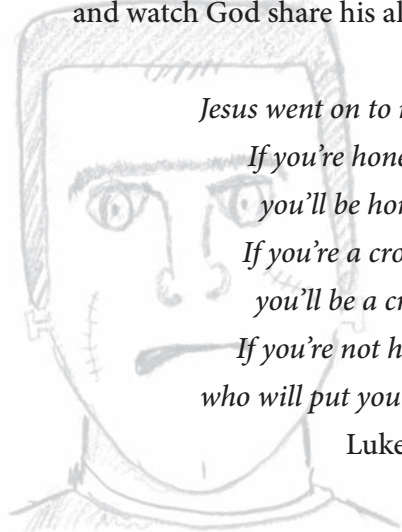 and watch God share his al
Jesus went on to
If you're hone
you'll be hor
If you're a cro
you'll be a cr
If you're not h
who will put you
Luke